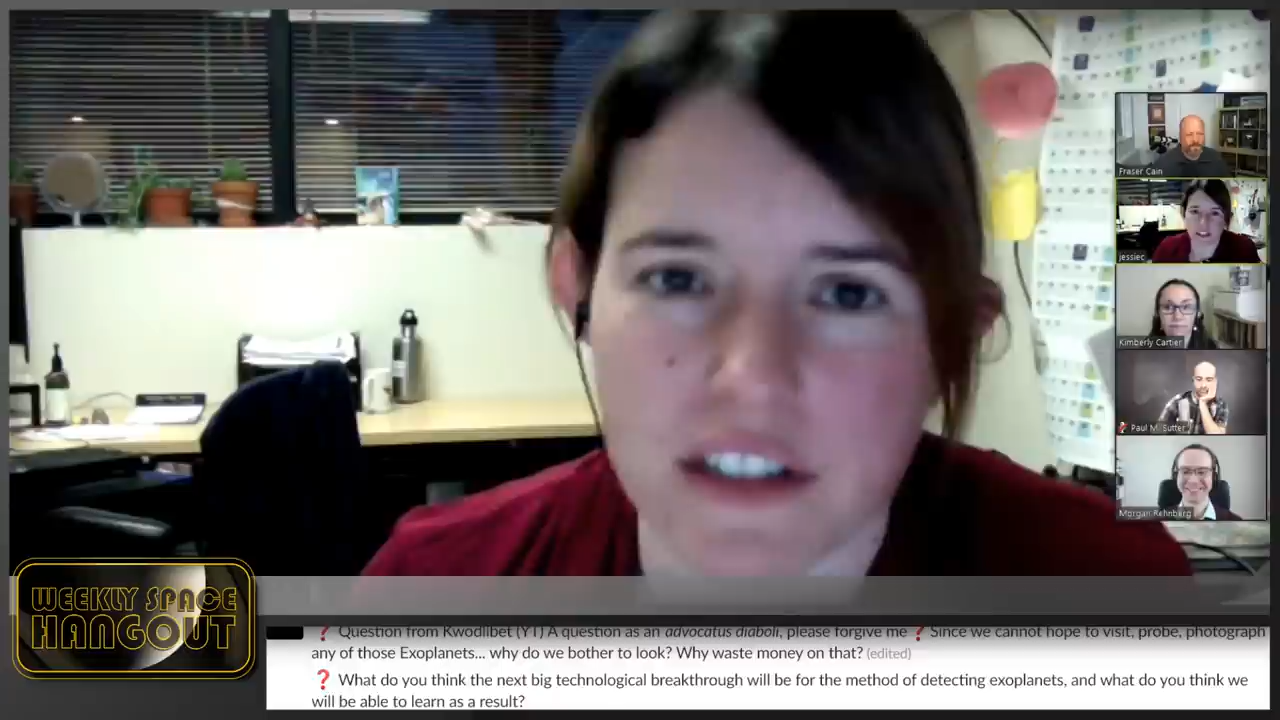 Fraser Cain
jessiec
Kimberly Cartier
Paul M. Sutter
Morgan Rehnberg
WEEKLY SPACE
HANGOUT
❓ Question from Kwodlibet (YT) A question as an advocatus diaboli, please forgive me ❓ Since we cannot hope to visit, probe, photograph
any of those Exoplanets... why do we bother to look? Why waste money on that? (edited)
❓ What do you think the next big technological breakthrough will be for the method of detecting exoplanets, and what do you think we
will be able to learn as a result?